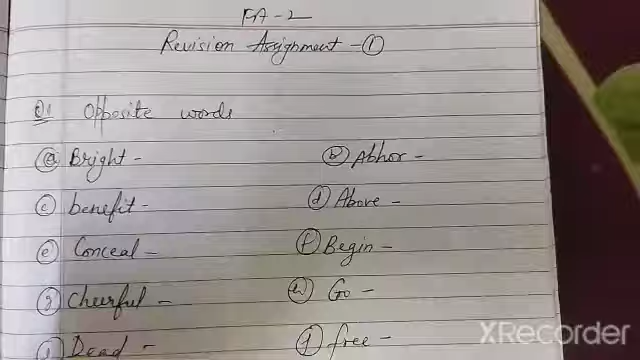 FA-2
Revision Assignment - ①
Q1 Opposite words
ⓐ Bright - ⓑ Abhor -
ⓒ benefit - ⓓ Above -
ⓔ Conceal - ⓕ Begin -
ⓖ Cheerful - ⓗ Go -
ⓘ Dead - ⓙ free -
XRecorder